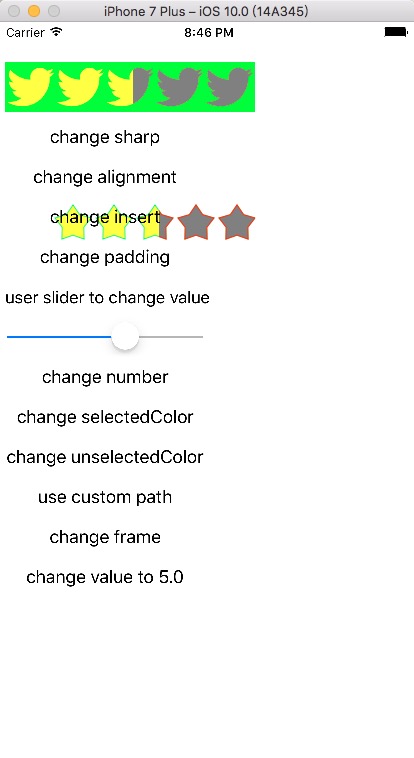 iPhone 7 Plus – iOS 10.0 (14A345)
Carrier 8:46 PM
change sharp
change alignment
change insert
change padding
user slider to change value
change number
change selectedColor
change unselectedColor
use custom path
change frame
change value to 5.0